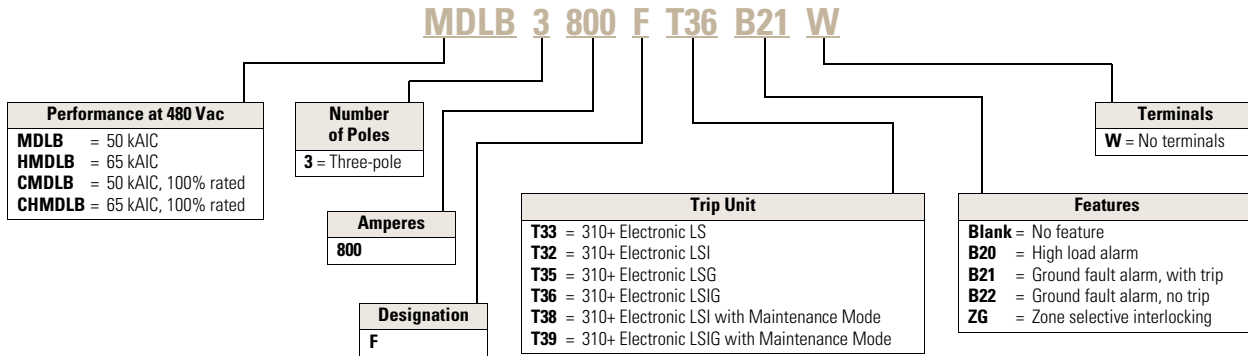 MDLB 3 800 F T36 B21 W
Performance at 480 Vac
MDLB = 50 kAIC
HMDLB = 65 kAIC
CMDLB = 50 kAIC, 100% rated
CHMDLB = 65 kAIC, 100% rated
Number
of Poles
3 = Three-pole
Amperes
800
Designation
F
Trip Unit
T33 = 310+ Electronic LS
T32 = 310+ Electronic LSI
T35 = 310+ Electronic LSG
T36 = 310+ Electronic LSIG
T38 = 310+ Electronic LSI with Maintenance Mode
T39 = 310+ Electronic LSIG with Maintenance Mode
Features
Blank = No feature
B20 = High load alarm
B21 = Ground fault alarm, with trip
B22 = Ground fault alarm, no trip
ZG = Zone selective interlocking
Terminals
W = No terminals